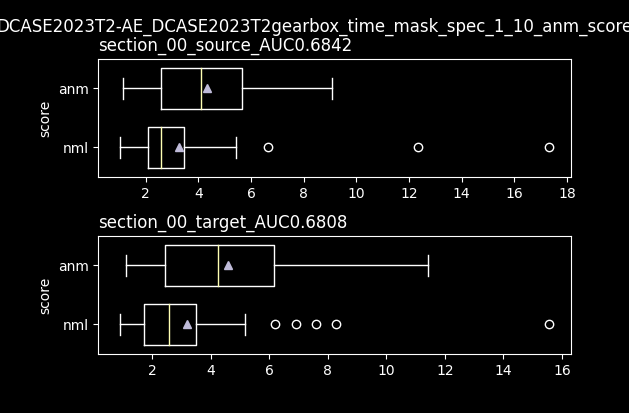 DCASE2023T2-AE_DCASE2023T2gearbox_time_mask_spec_1_10_anm_score
section_00_source_AUC0.6842
anm
nml
score
2 4 6 8 10 12 14 16 18
section_00_target_AUC0.6808
anm
nml
score
2 4 6 8 10 12 14 16